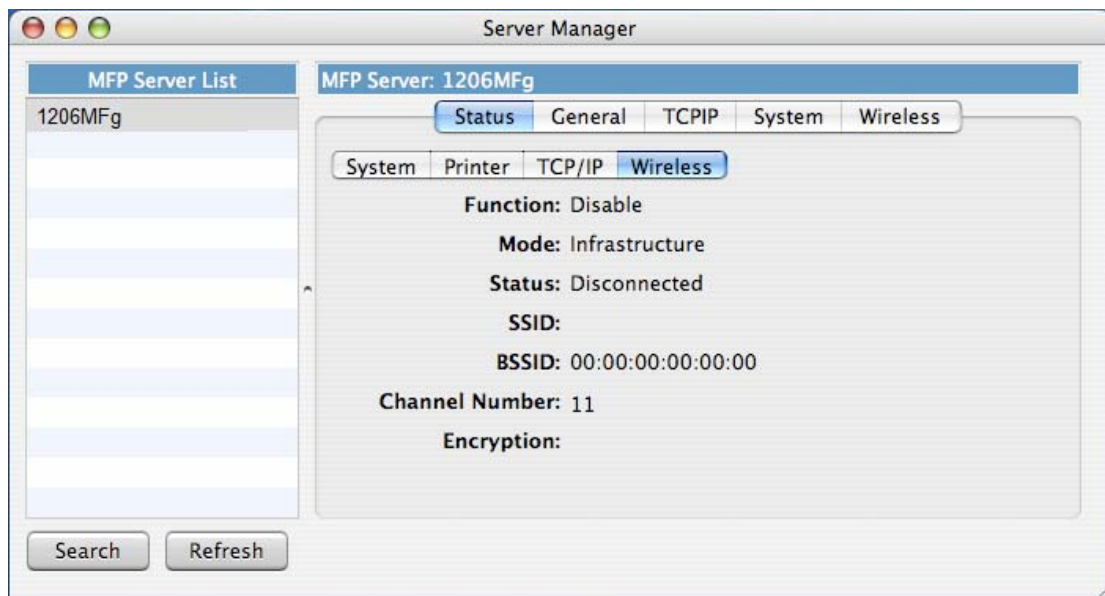 Server Manager
MFP Server List
1206MFg
MFP Server: 1206MFg
Status General TCPIP System Wireless
System Printer TCP/IP Wireless
Function: Disable
Mode: Infrastructure
Status: Disconnected
SSID:
BSSID: 00:00:00:00:00:00
Channel Number: 11
Encryption:
Search Refresh